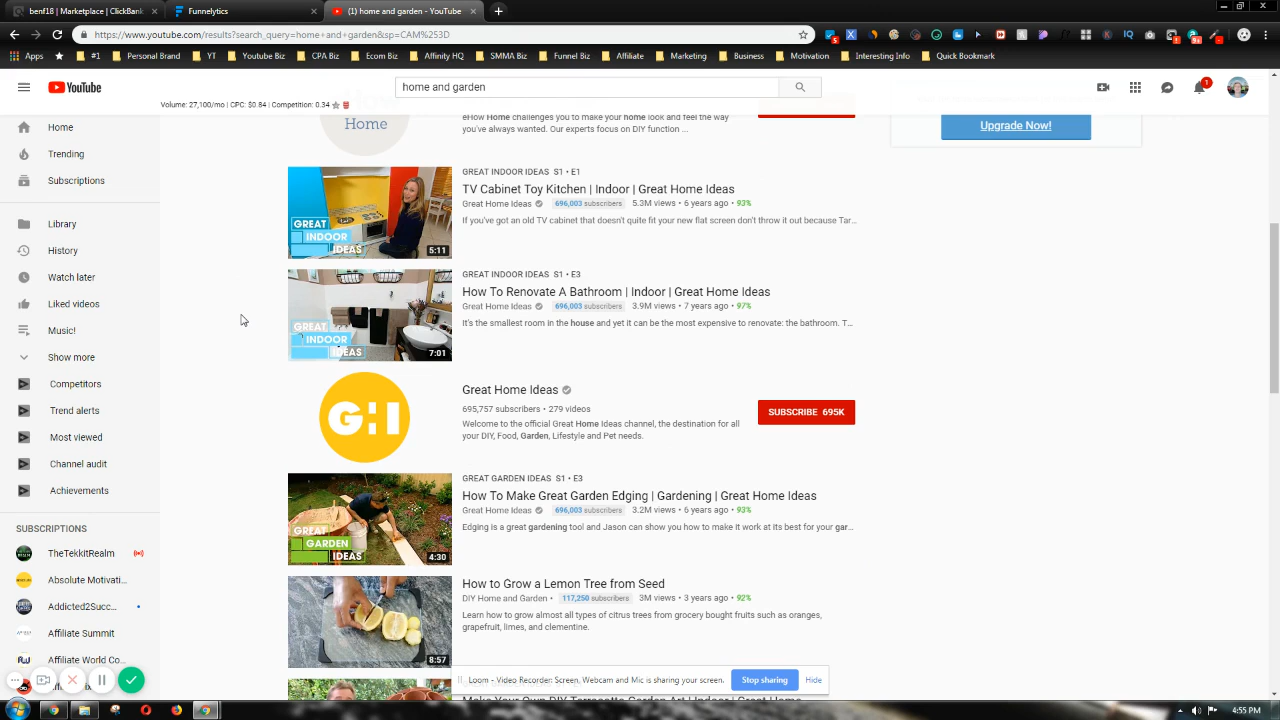 benf18 | Marketplace | ClickBank
Funnelytics
(1) home and garden - YouTube
https://www.youtube.com/results?search_query=home+and+garden&sp=CAM%253D
Apps
#1
Personal Brand
YT
Youtube Biz
CPA Biz
Ecom Biz
SMMA Biz
Funnel Biz
Affiliate
Marketing
Business
Motivation
Interesting Info
Quick Bookmark
YouTube
home and garden
1
Volume: 27,100/mo | CPC: $0.84 | Competition: 0.34
Home
Trending
Subscriptions
Library
History
Watch later
Liked videos
Music!
Show more
Competitors
Trend alerts
Most viewed
Channel audit
Achievements
SUBSCRIPTIONS
TheTekkitRealm
Absolute Motivati...
Addicted2Succ...
Affiliate Summit
Affiliate World Co...
Home
eHow Home challenges you to make your home look and feel the way
you've always wanted. Our experts focus on DIY function ...
Upgrade Now!
GREAT INDOOR IDEAS S1 • E1
TV Cabinet Toy Kitchen | Indoor | Great Home Ideas
Great Home Ideas 696,003 subscribers 5.3M views • 6 years ago • 93%
If you've got an old TV cabinet that doesn't quite fit your new flat screen don't throw it out because Tar...
GREAT
INDOOR
IDEAS
5:11
GREAT INDOOR IDEAS S1 • E3
How To Renovate A Bathroom | Indoor | Great Home Ideas
Great Home Ideas 696,003 subscribers 3.9M views • 7 years ago • 97%
It's the smallest room in the house and yet it can be the most expensive to renovate: the bathroom. T...
GREAT
INDOOR
IDEAS
7:01
GHI
Great Home Ideas
695,757 subscribers • 279 videos
Welcome to the official Great Home Ideas channel, the destination for all
your DIY, Food, Garden, Lifestyle and Pet needs.
SUBSCRIBE 695K
GREAT GARDEN IDEAS S1 • E3
How To Make Great Garden Edging | Gardening | Great Home Ideas
Great Home Ideas 696,003 subscribers 3.2M views • 6 years ago • 93%
Edging is a great gardening tool and Jason can show you how to make it work at its best for your gar...
GREAT
GARDEN
IDEAS
4:30
How to Grow a Lemon Tree from Seed
DIY Home and Garden • 117,250 subscribers 3M views • 3 years ago • 92%
Learn how to grow almost all types of citrus trees from grocery bought fruits such as oranges,
grapefruit, limes, and clementine.
8:57
Loom - Video Recorder: Screen, Webcam and Mic is sharing your screen.
Stop sharing
Hide
4:55 PM